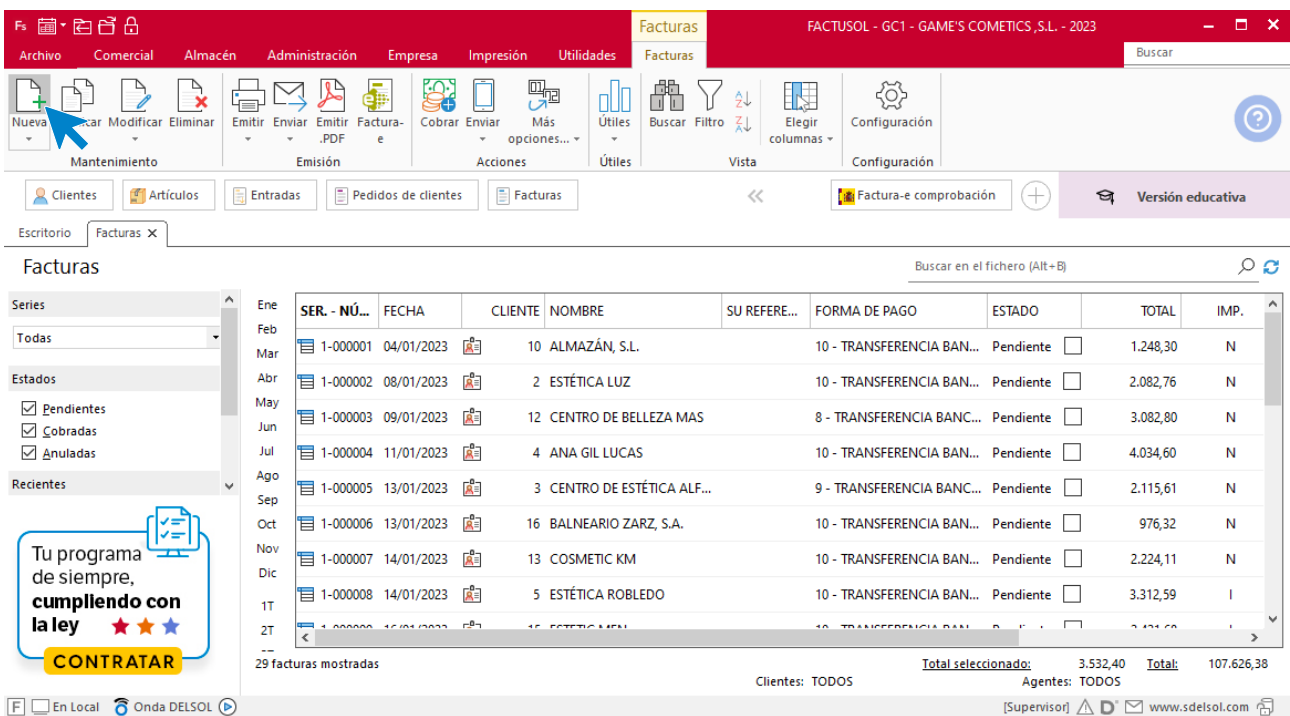 Fs
Facturas
FACTUSOL - GC1 - GAME'S COMETICS ,S.L. - 2023
Archivo Comercial Almacén Administración Empresa Impresión Utilidades Facturas
Buscar
Nueva Modificar Eliminar Emitir Enviar Emitir Factura- Cobrar Enviar Más Útiles Buscar Filtro Elegir Configuración
.PDF e opciones... columnas
Mantenimiento Emisión Acciones Útiles Vista Configuración
Clientes Artículos Entradas Pedidos de clientes Facturas Factura-e comprobación Versión educativa
Escritorio Facturas
Facturas
Buscar en el fichero (Alt+B)
Series
Todas
Estados
Pendientes
Cobradas
Anuladas
Recientes
Tu programa
de siempre,
cumpliendo con
la ley
CONTRATAR
Ene
Feb
Mar
Abr
May
Jun
Jul
Ago
Sep
Oct
Nov
Dic
1T
2T
SER. - NÚ... FECHA CLIENTE NOMBRE SU REFERE... FORMA DE PAGO ESTADO TOTAL IMP.
1-000001 04/01/2023 10 ALMAZÁN, S.L. 10 - TRANSFERENCIA BAN... Pendiente 1.248,30 N
1-000002 08/01/2023 2 ESTÉTICA LUZ 10 - TRANSFERENCIA BAN... Pendiente 2.082,76 N
1-000003 09/01/2023 12 CENTRO DE BELLEZA MAS 8 - TRANSFERENCIA BANC... Pendiente 3.082,80 N
1-000004 11/01/2023 4 ANA GIL LUCAS 10 - TRANSFERENCIA BAN... Pendiente 4.034,60 N
1-000005 13/01/2023 3 CENTRO DE ESTÉTICA ALF... 9 - TRANSFERENCIA BANC... Pendiente 2.115,61 N
1-000006 13/01/2023 16 BALNEARIO ZARZ, S.A. 10 - TRANSFERENCIA BAN... Pendiente 976,32 N
1-000007 14/01/2023 13 COSMETIC KM 10 - TRANSFERENCIA BAN... Pendiente 2.224,11 N
1-000008 14/01/2023 5 ESTÉTICA ROBLEDO 10 - TRANSFERENCIA BAN... Pendiente 3.312,59 I
29 facturas mostradas
Total seleccionado: 3.532,40 Total: 107.626,38
Clientes: TODOS Agentes: TODOS
F En Local Onda DELSOL [Supervisor] D www.sdelsol.com